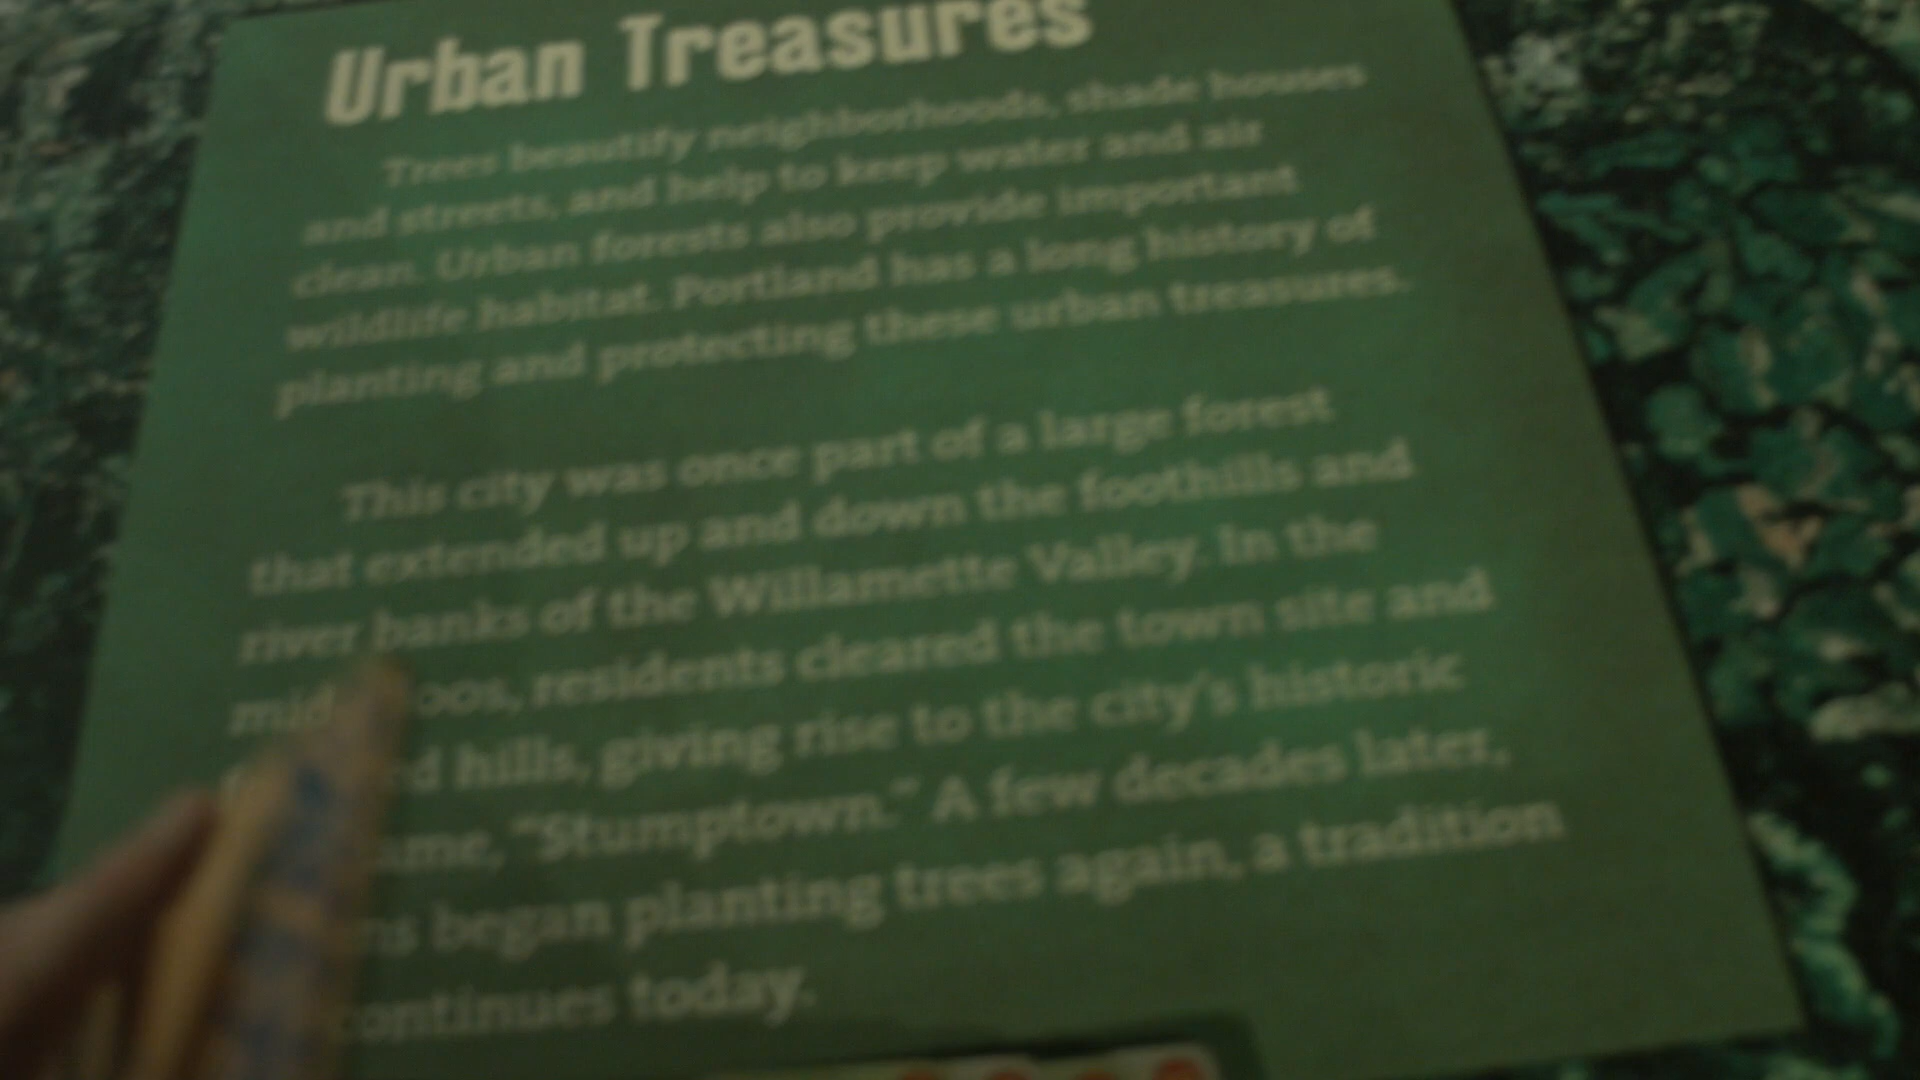 Urban Treasures
Trees beautify neighborhoods, shade houses
and streets, and help to keep water and air
clean. Urban forests also provide important
wildlife habitat. Portland has a long history of
planting and protecting these urban treasures.
This city was once part of a large forest
that extended up and down the foothills and
river banks of the Willamette Valley. In the
residents cleared the town site and
hills, giving rise to the city's historic
"Stumptown." A few decades later,
began planting trees again, a tradition
continues today.